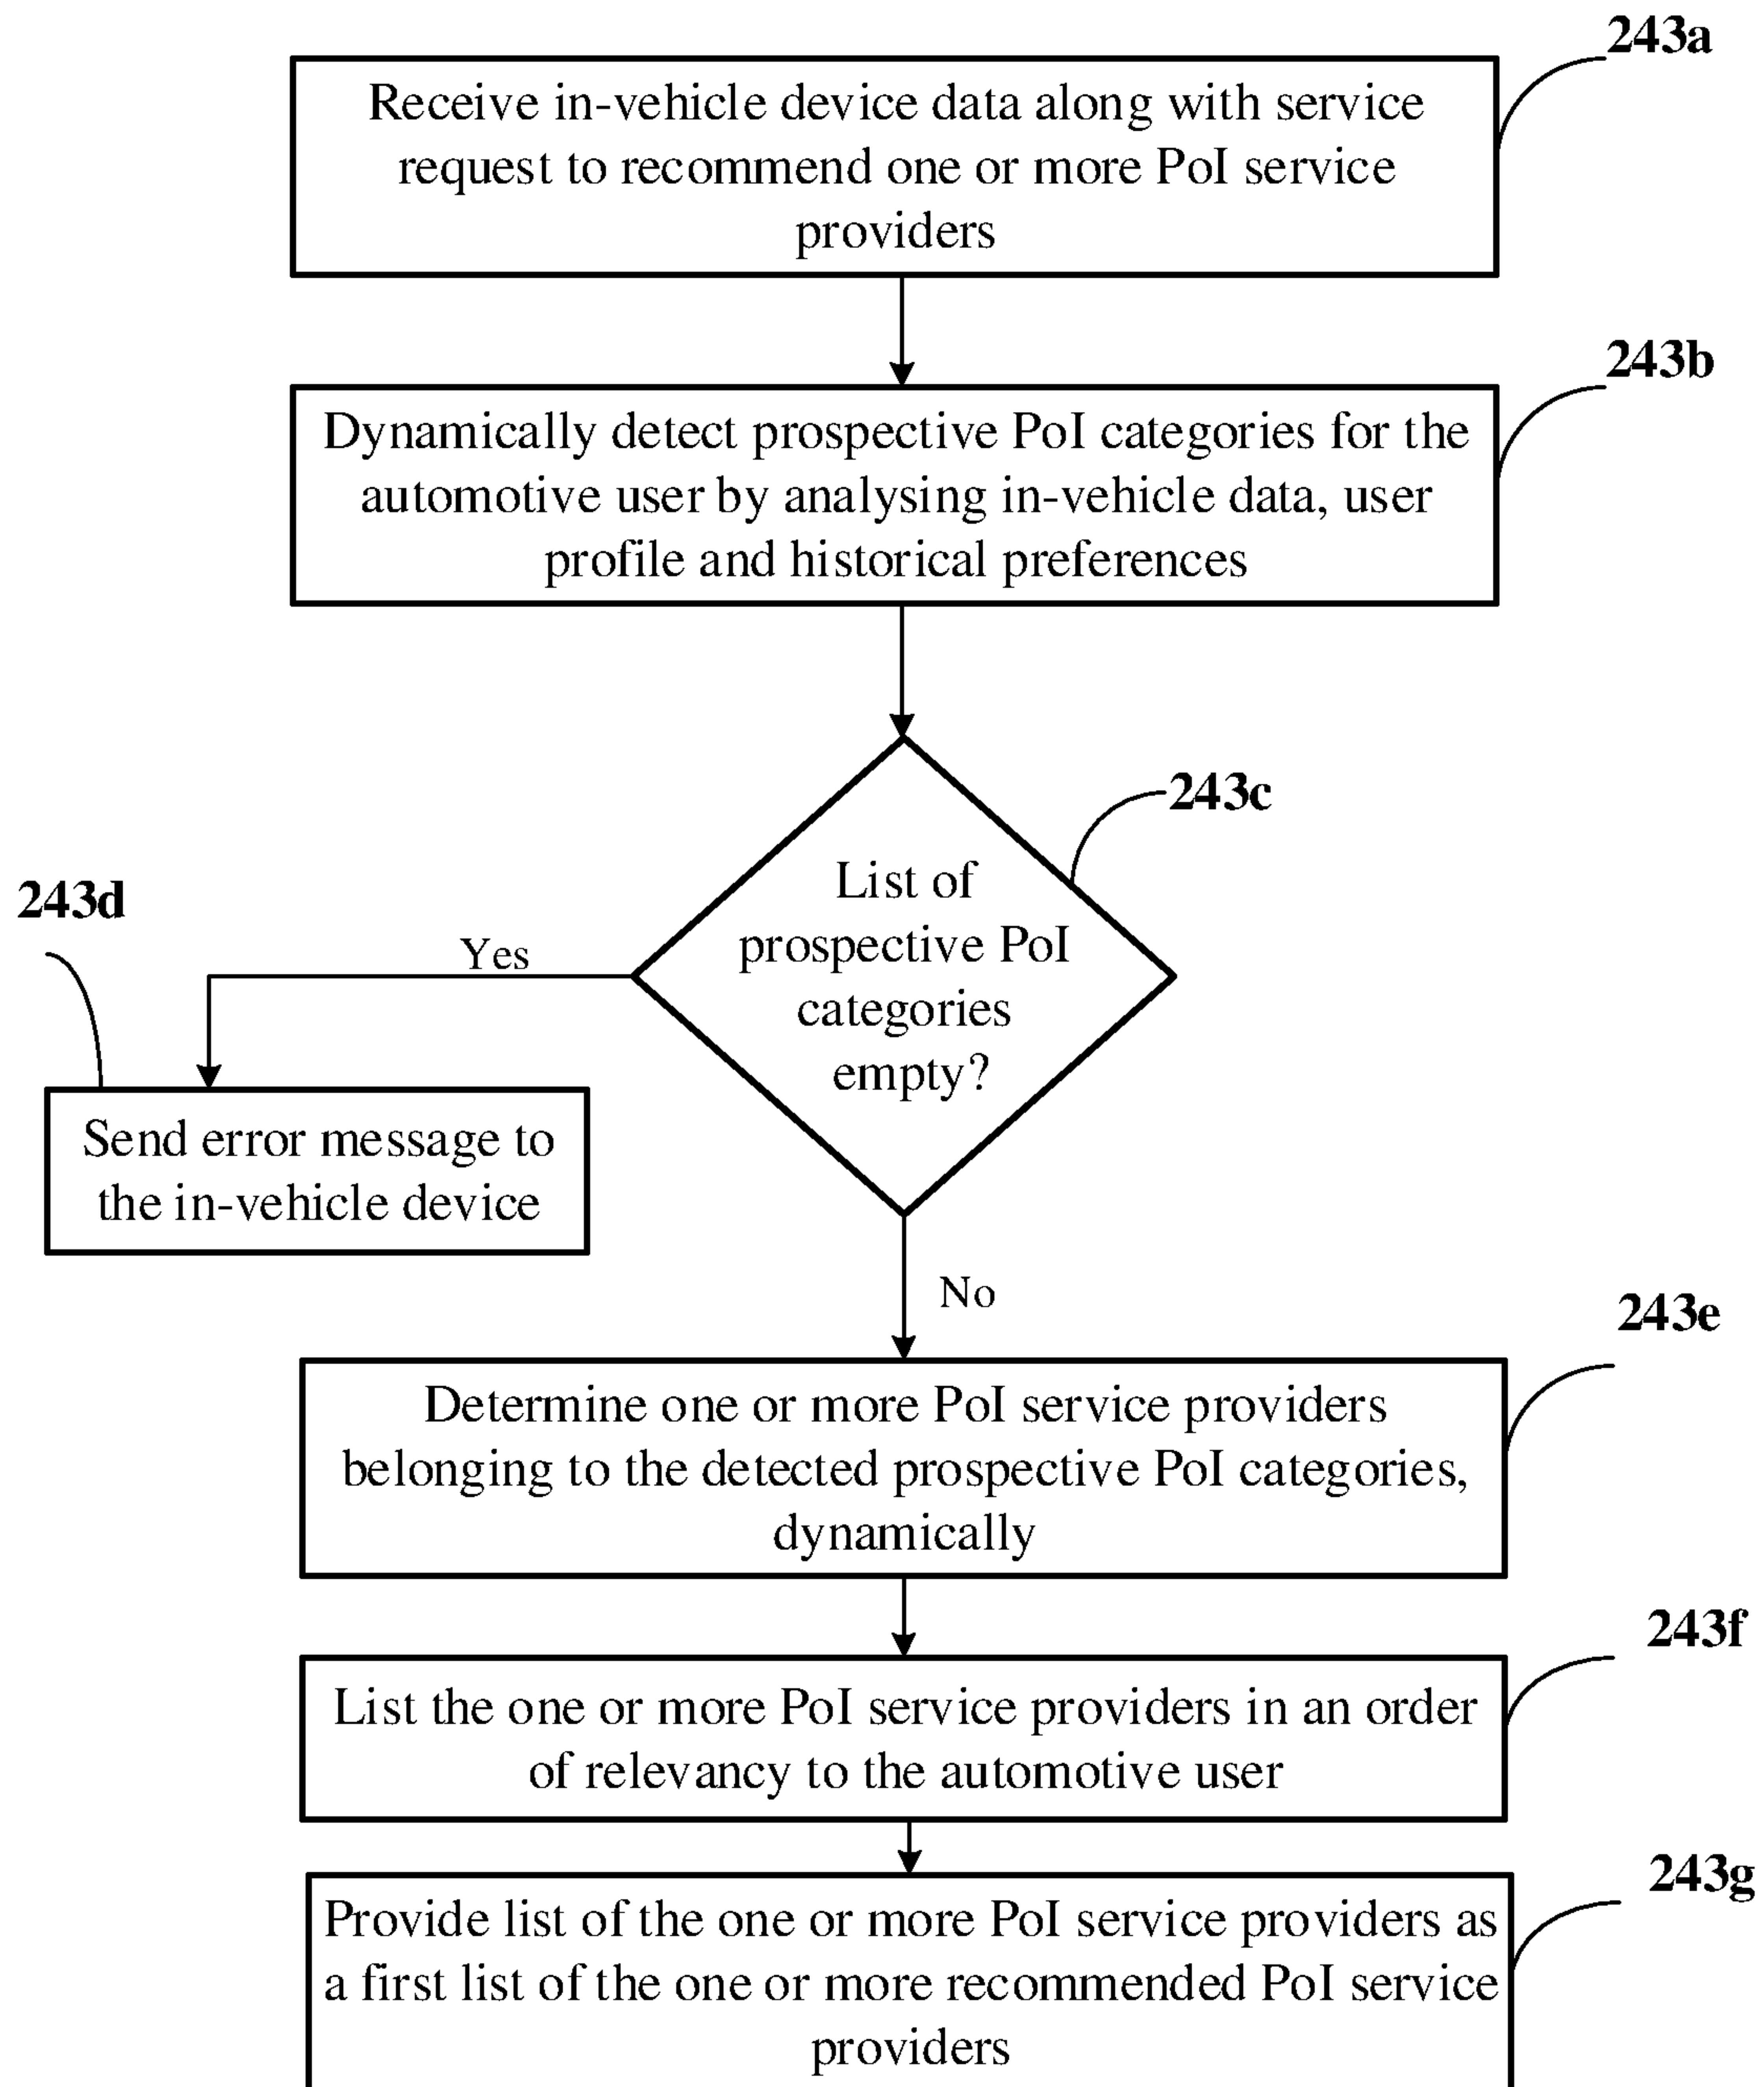 243a
Receive in-vehicle device data along with service
request to recommend one or more PoI service
providers
243b
Dynamically detect prospective PoI categories for the
automotive user by analysing in-vehicle data, user
profile and historical preferences
243c
List of
prospective PoI
categories
empty?
243d
Yes
Send error message to
the in-vehicle device
No
243e
Determine one or more PoI service providers
belonging to the detected prospective PoI categories,
dynamically
243f
List the one or more PoI service providers in an order
of relevancy to the automotive user
243g
Provide list of the one or more PoI service providers as
a first list of the one or more recommended PoI service
providers